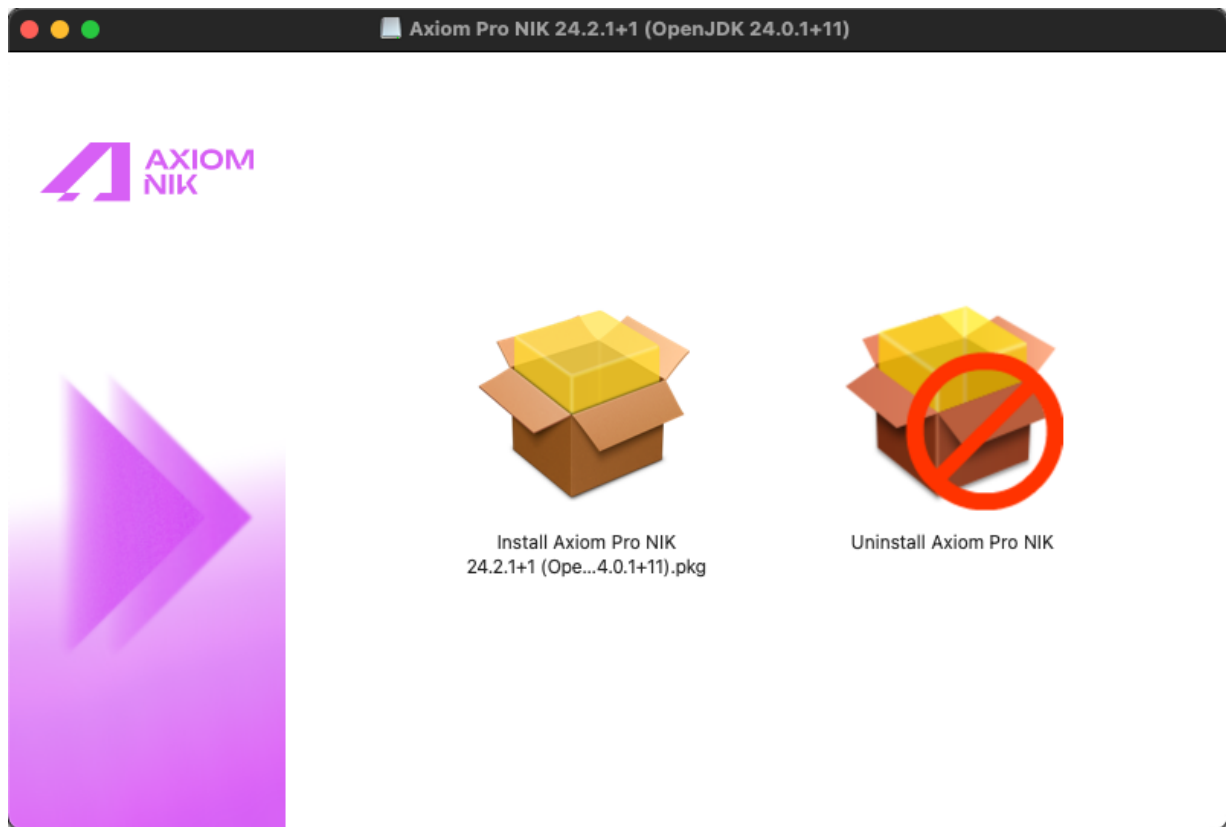 Axiom Pro NIK 24.2.1+1 (OpenJDK 24.0.1+11)
AXIOM
NIK
Install Axiom Pro NIK
24.2.1+1 (Ope...4.0.1+11).pkg
Uninstall Axiom Pro NIK